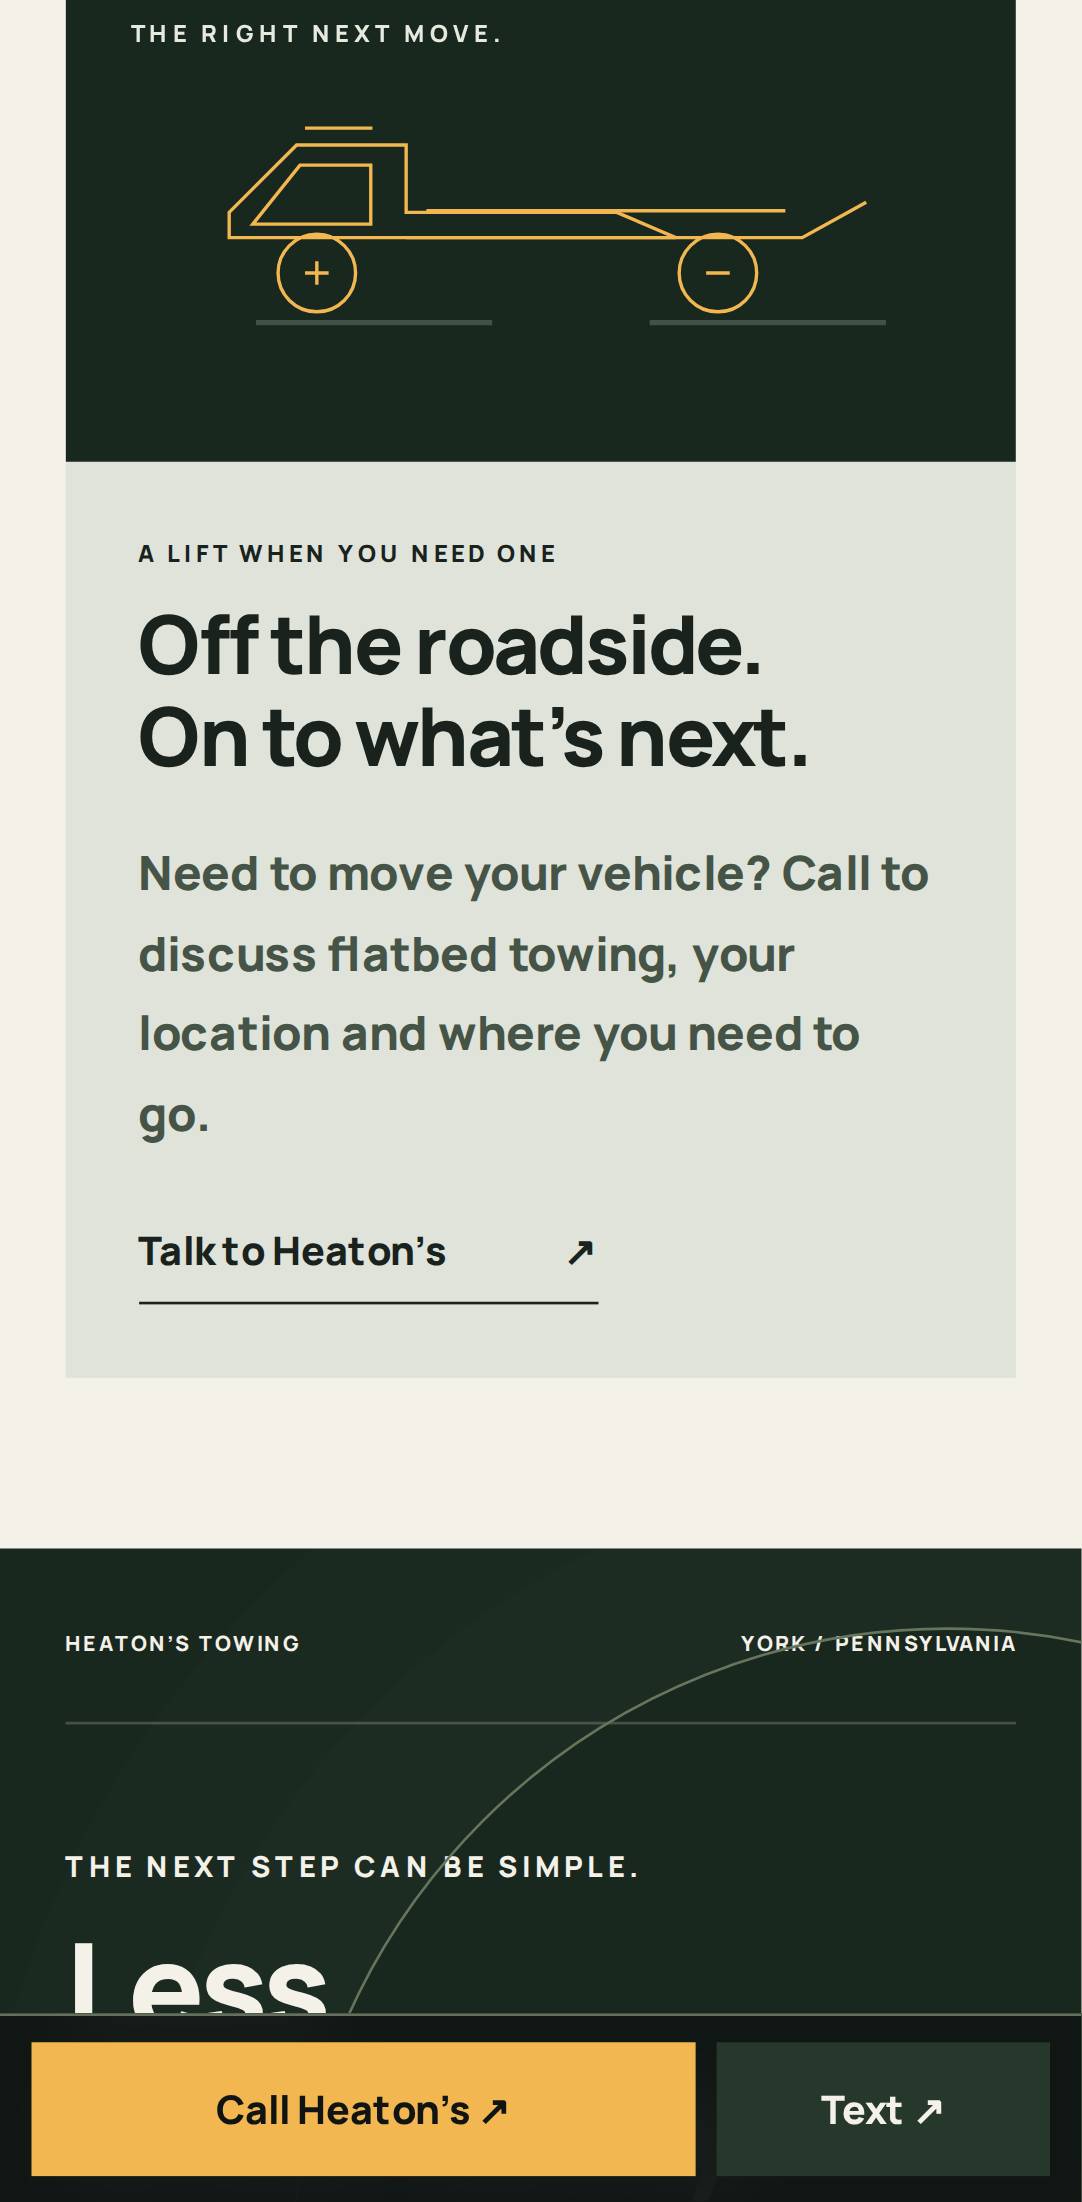 THE RIGHT NEXT MOVE.
A LIFT WHEN YOU NEED ONE
Off the roadside.
On to what’s next.
Need to move your vehicle? Call to
discuss flatbed towing, your
location and where you need to
go.
Talk to Heaton’s ↗
HEATON’S TOWING
YORK / PENNSYLVANIA
THE NEXT STEP CAN BE SIMPLE.
Less
Call Heaton’s ↗
Text ↗